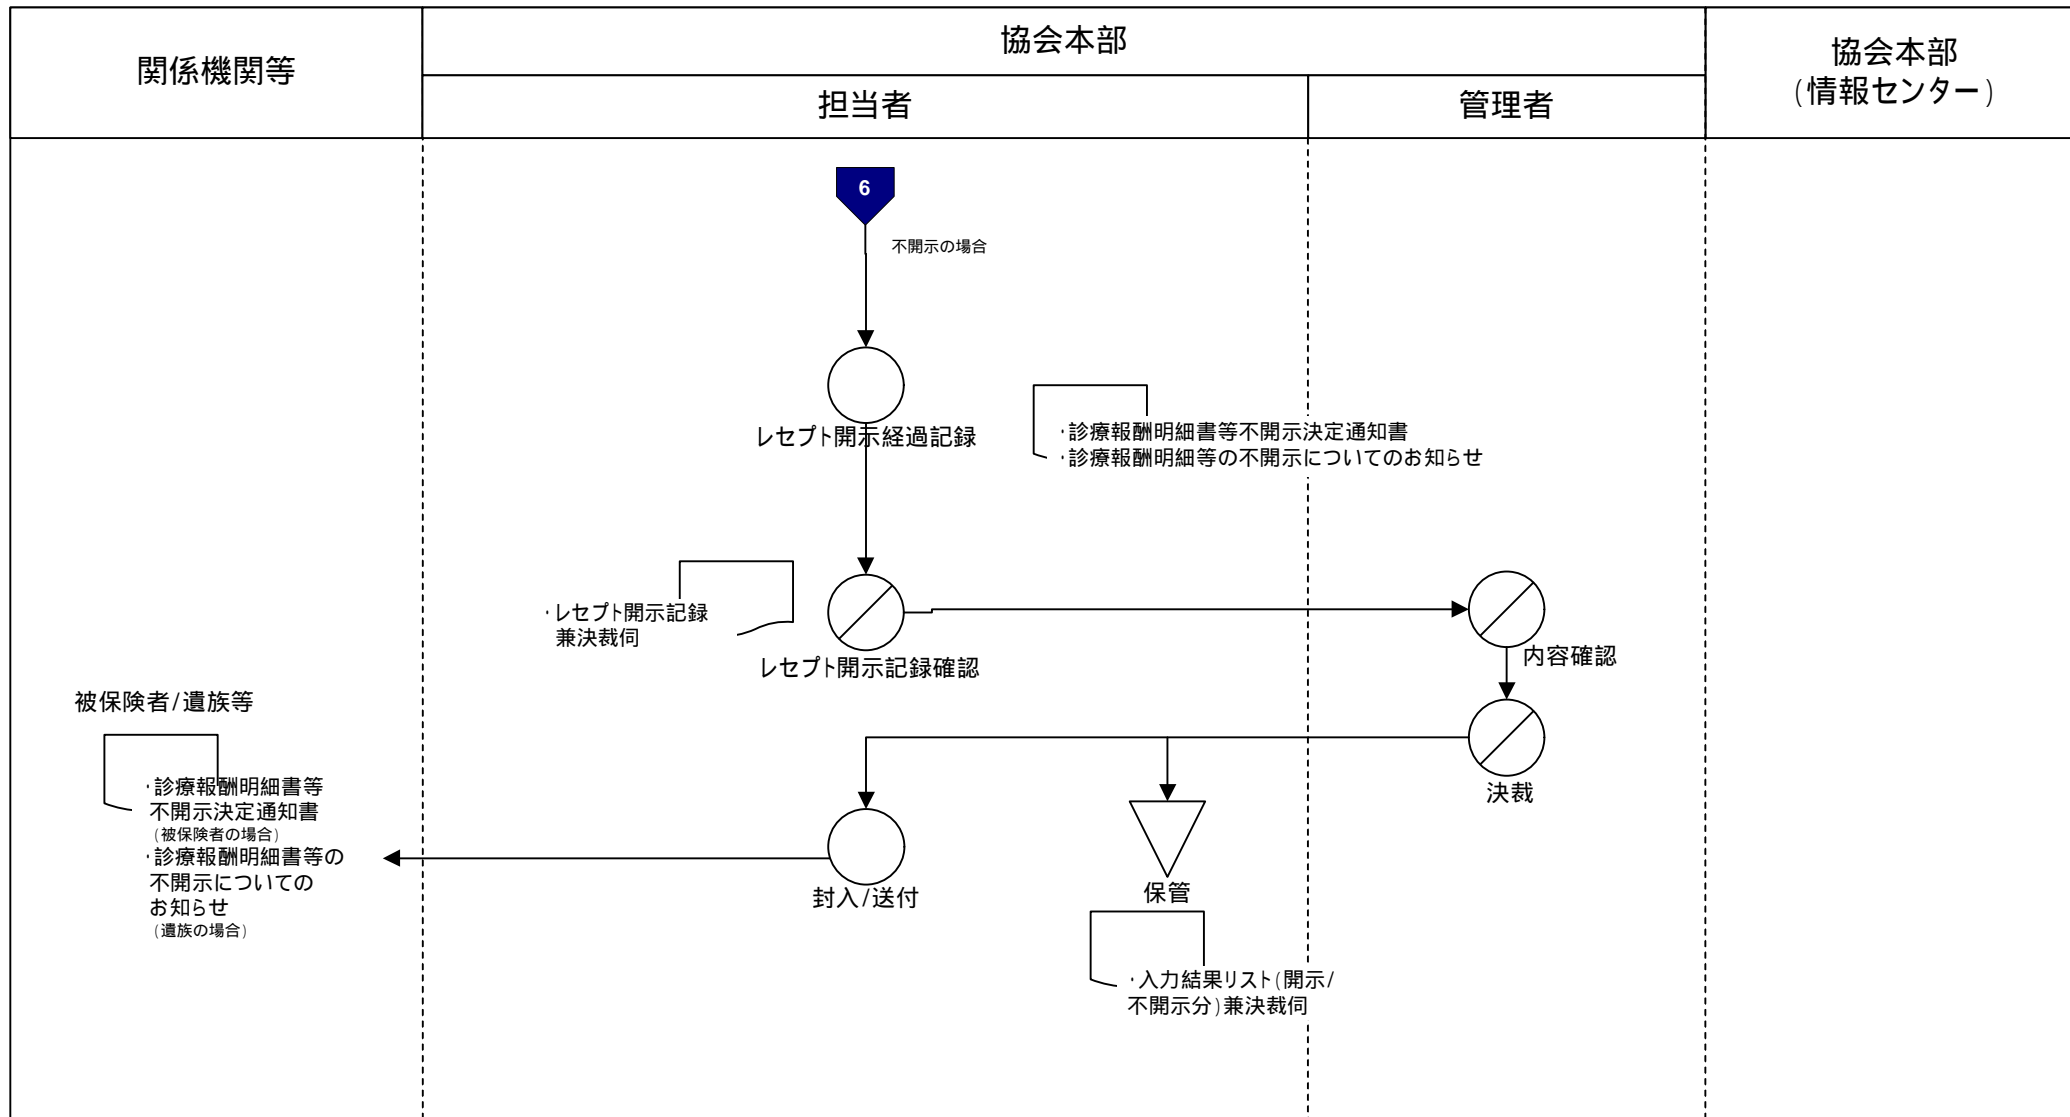 関係機関等
協会本部
担当者
管理者
協会本部
(情報センター)
6
不開示の場合
レセプト開示経過記録
・診療報酬明細書等不開示決定通知書
・診療報酬明細等の不開示についてのお知らせ
・レセプト開示記録
兼決裁伺
レセプト開示記録確認
内容確認
決裁
被保険者/遺族等
・診療報酬明細書等
不開示決定通知書
(被保険者の場合)
・診療報酬明細書等の
不開示についての
お知らせ
(遺族の場合)
封入/送付
保管
・入力結果リスト(開示/
不開示分)兼決裁伺